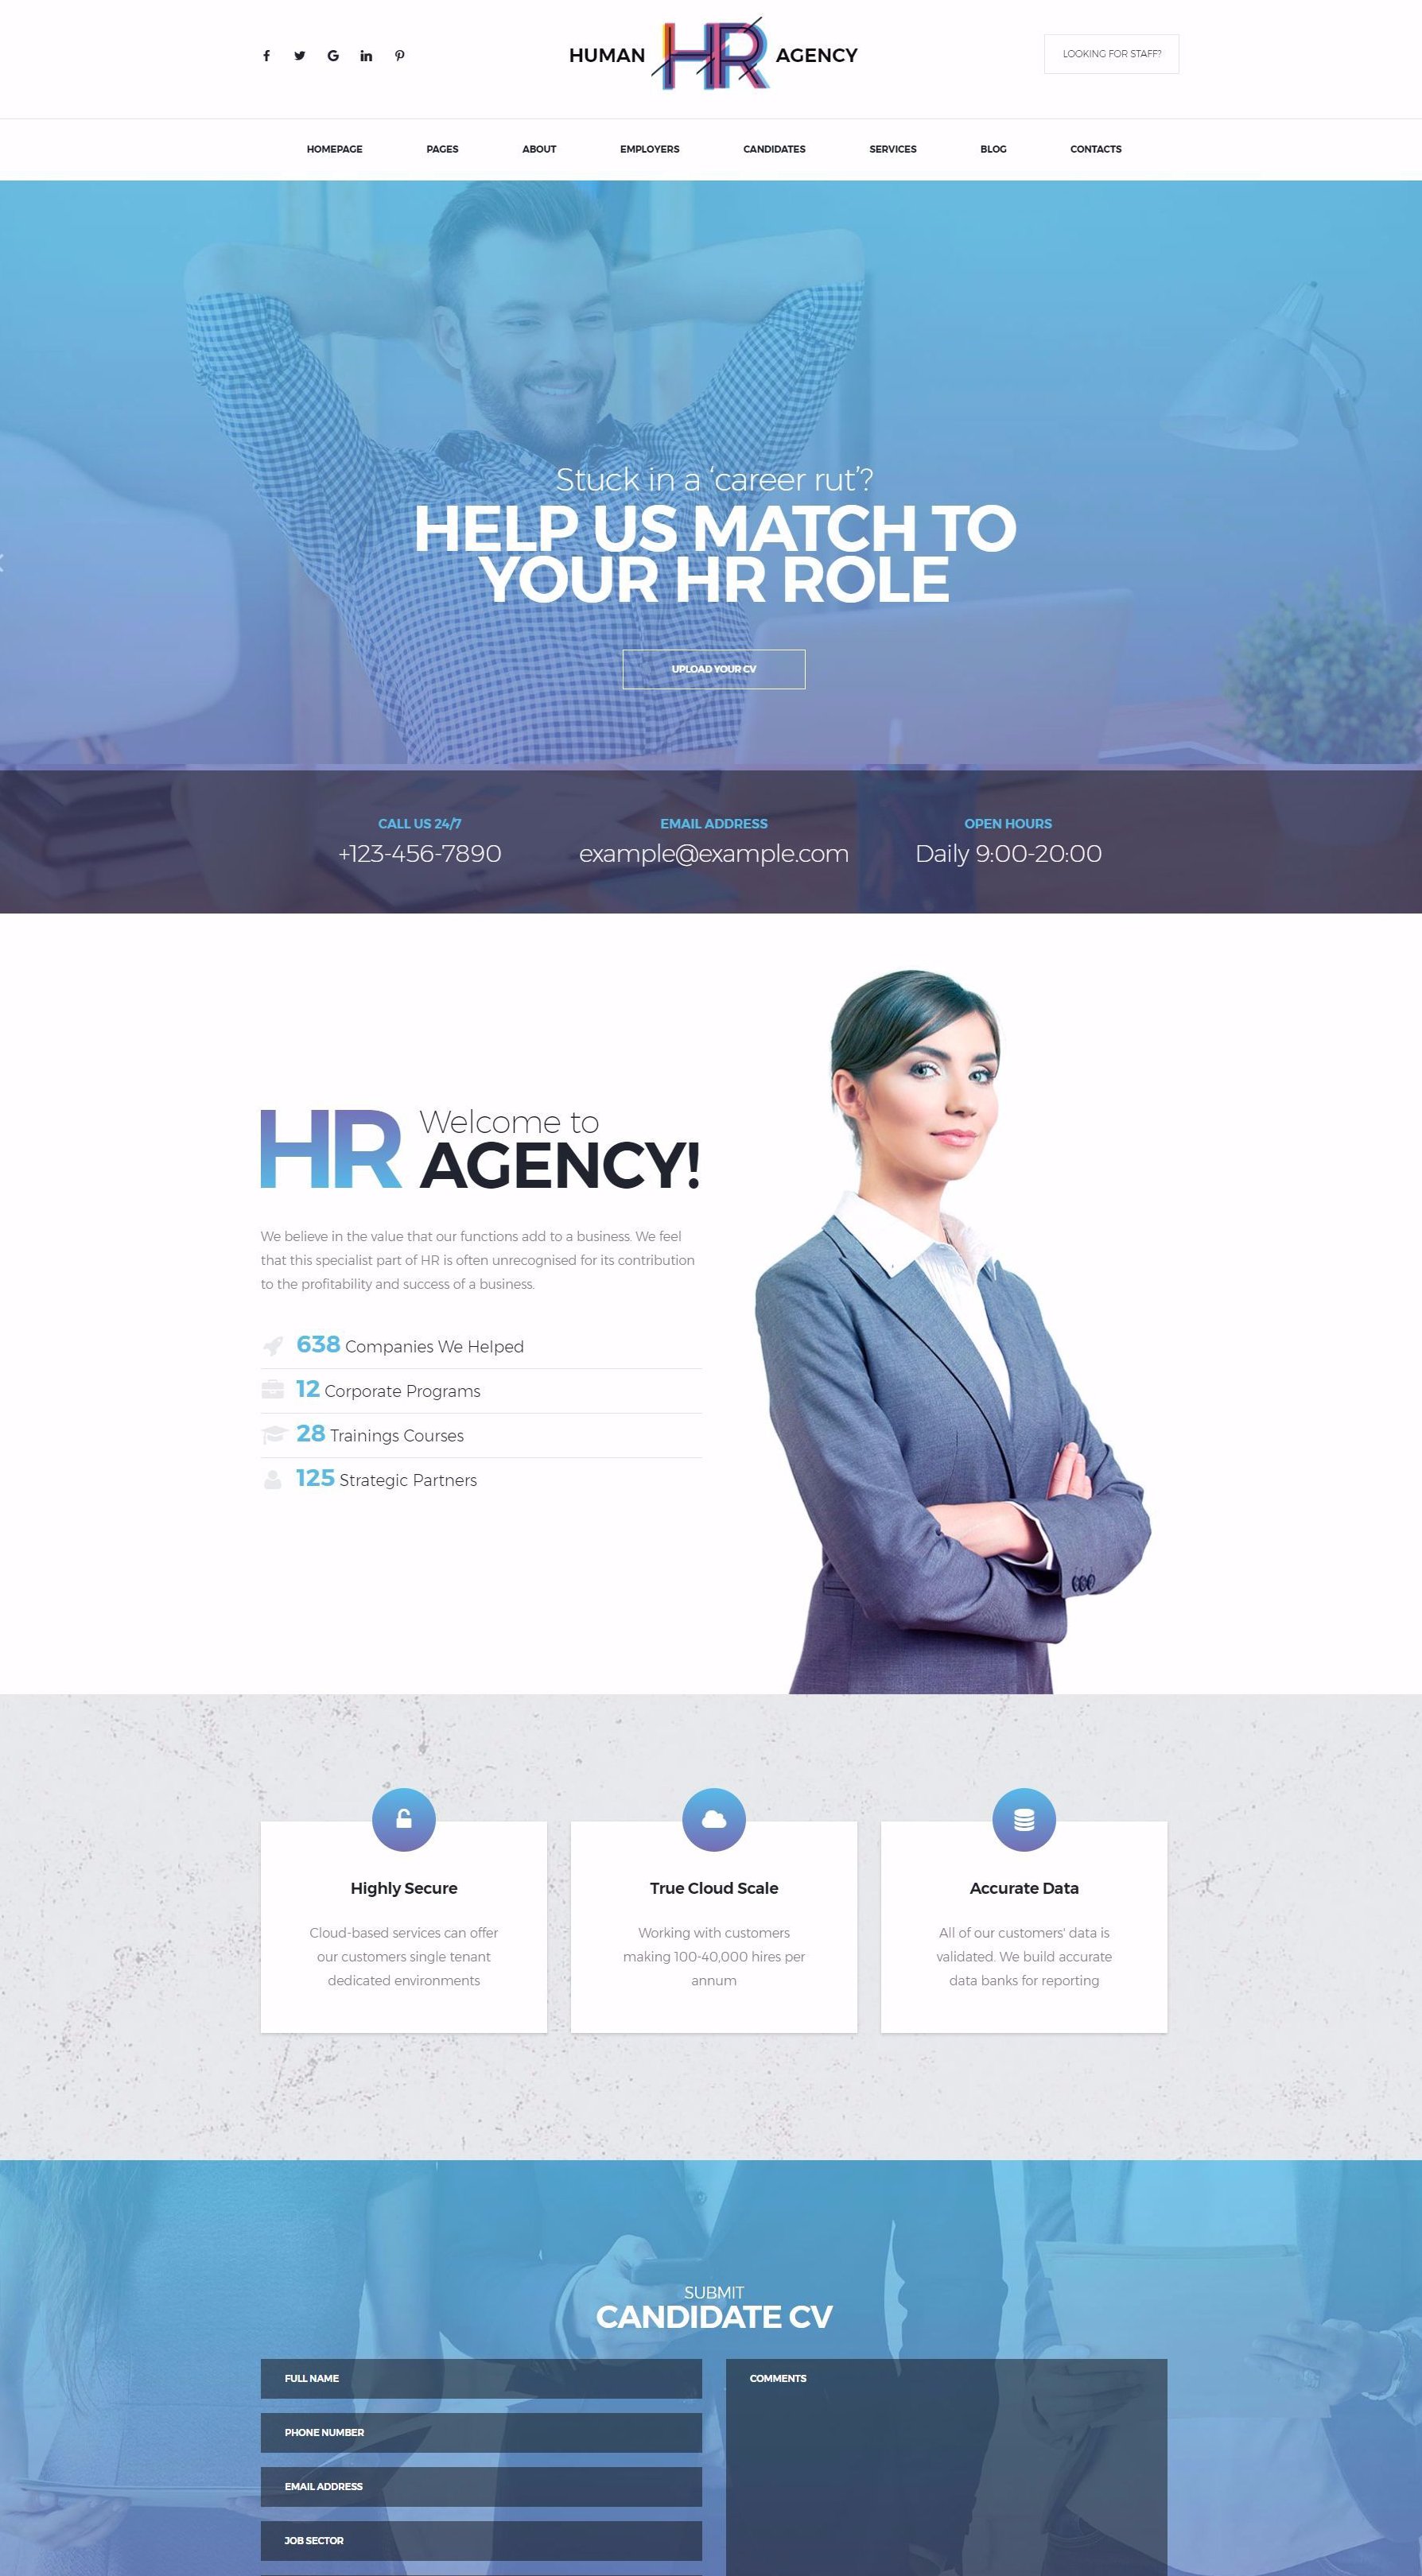 HUMAN HR AGENCY
LOOKING FOR STAFF?
HOMEPAGE PAGES ABOUT EMPLOYERS CANDIDATES SERVICES BLOG CONTACTS
Stuck in a ‘career rut’?
HELP US MATCH TO
YOUR HR ROLE
UPLOAD YOUR CV
CALL US 24/7
+123-456-7890
EMAIL ADDRESS
example@example.com
OPEN HOURS
Daily 9:00-20:00
HR
Welcome to
AGENCY!
We believe in the value that our functions add to a business. We feel
that this specialist part of HR is often unrecognised for its contribution
to the profitability and success of a business.
638 Companies We Helped
12 Corporate Programs
28 Trainings Courses
125 Strategic Partners
Highly Secure
Cloud-based services can offer
our customers single tenant
dedicated environments
True Cloud Scale
Working with customers
making 100-40,000 hires per
annum
Accurate Data
All of our customers' data is
validated. We build accurate
data banks for reporting
SUBMIT
CANDIDATE CV
FULL NAME
PHONE NUMBER
EMAIL ADDRESS
JOB SECTOR
COMMENTS